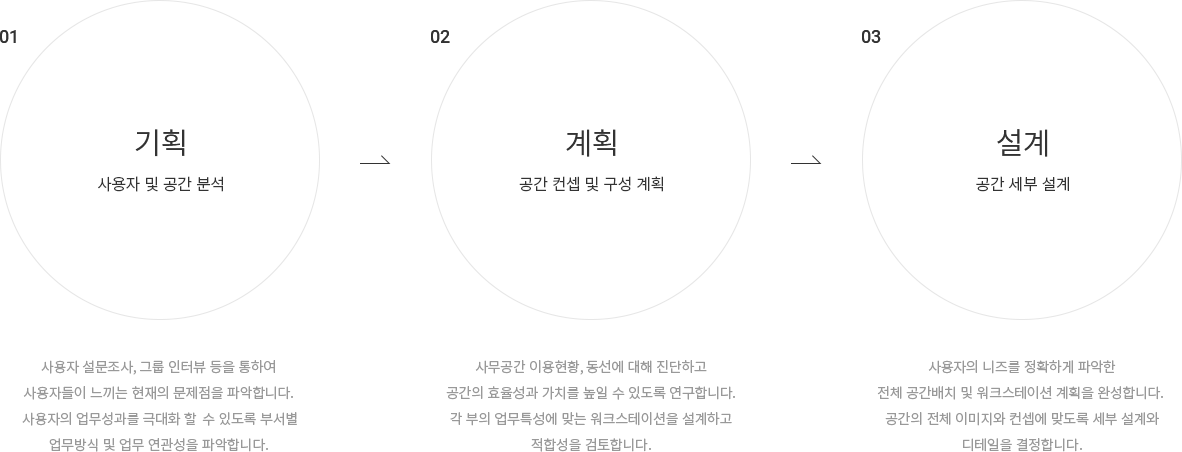 01
기획
사용자 및 공간 분석
사용자 설문조사, 그룹 인터뷰 등을 통하여
사용자들이 느끼는 현재의 문제점을 파악합니다.
사용자의 업무성과를 극대화 할 수 있도록 부서별
업무방식 및 업무 연관성을 파악합니다.
02
계획
공간 컨셉 및 구성 계획
사무공간 이용현황, 동선에 대해 진단하고
공간의 효율성과 가치를 높일 수 있도록 연구합니다.
각 부의 업무특성에 맞는 워크스테이션을 설계하고
적합성을 검토합니다.
03
설계
공간 세부 설계
사용자의 니즈를 정확하게 파악한
전체 공간배치 및 워크스테이션 계획을 완성합니다.
공간의 전체 이미지와 컨셉에 맞도록 세부 설계와
디테일을 결정합니다.